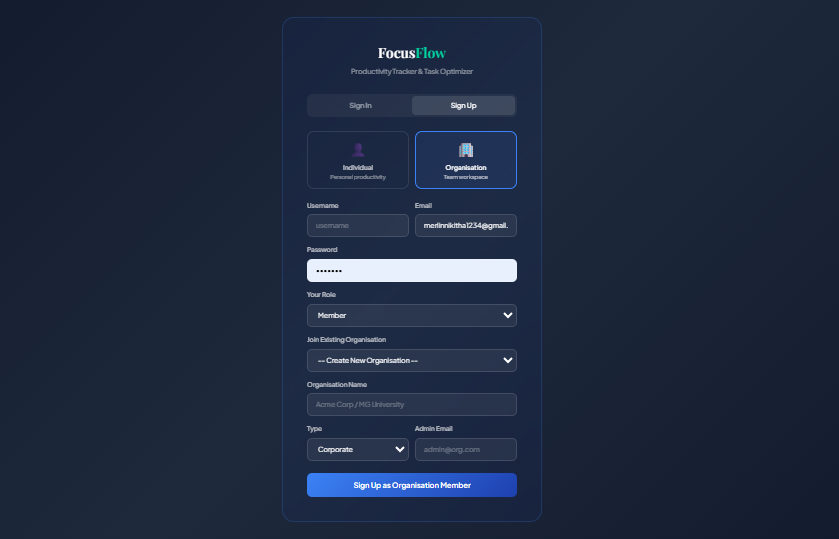 FocusFlow
Productivity Tracker & Task Optimizer
Sign In Sign Up
Individual Organisation
Personal productivity Team workspace
Username Email
username merlinnikitha1234@gmail.
Password
•••••••
Your Role
Member
Join Existing Organisation
-- Create New Organisation --
Organisation Name
Acme Corp / MG University
Type Admin Email
Corporate admin@org.com
Sign Up as Organisation Member